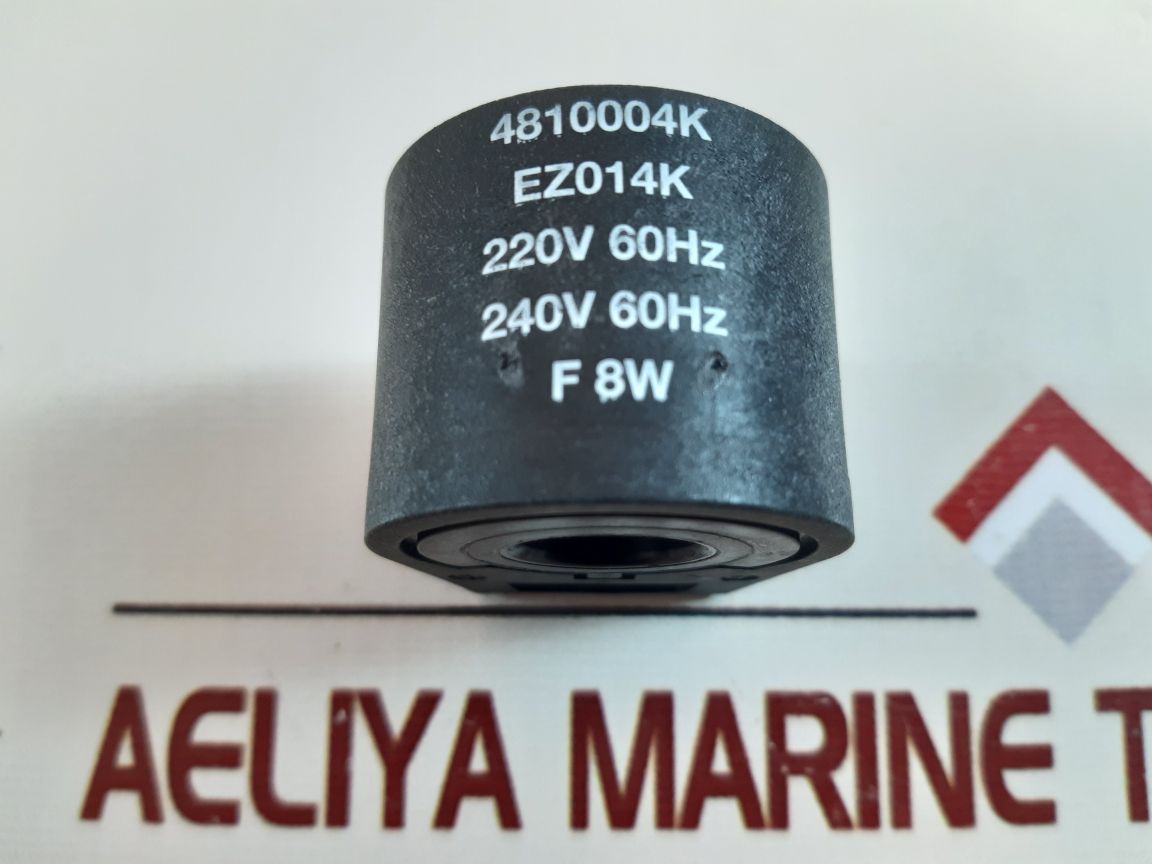 4810004K
EZ014K
220V 60Hz
240V 60Hz
F 8W
AELIYA MARINE T